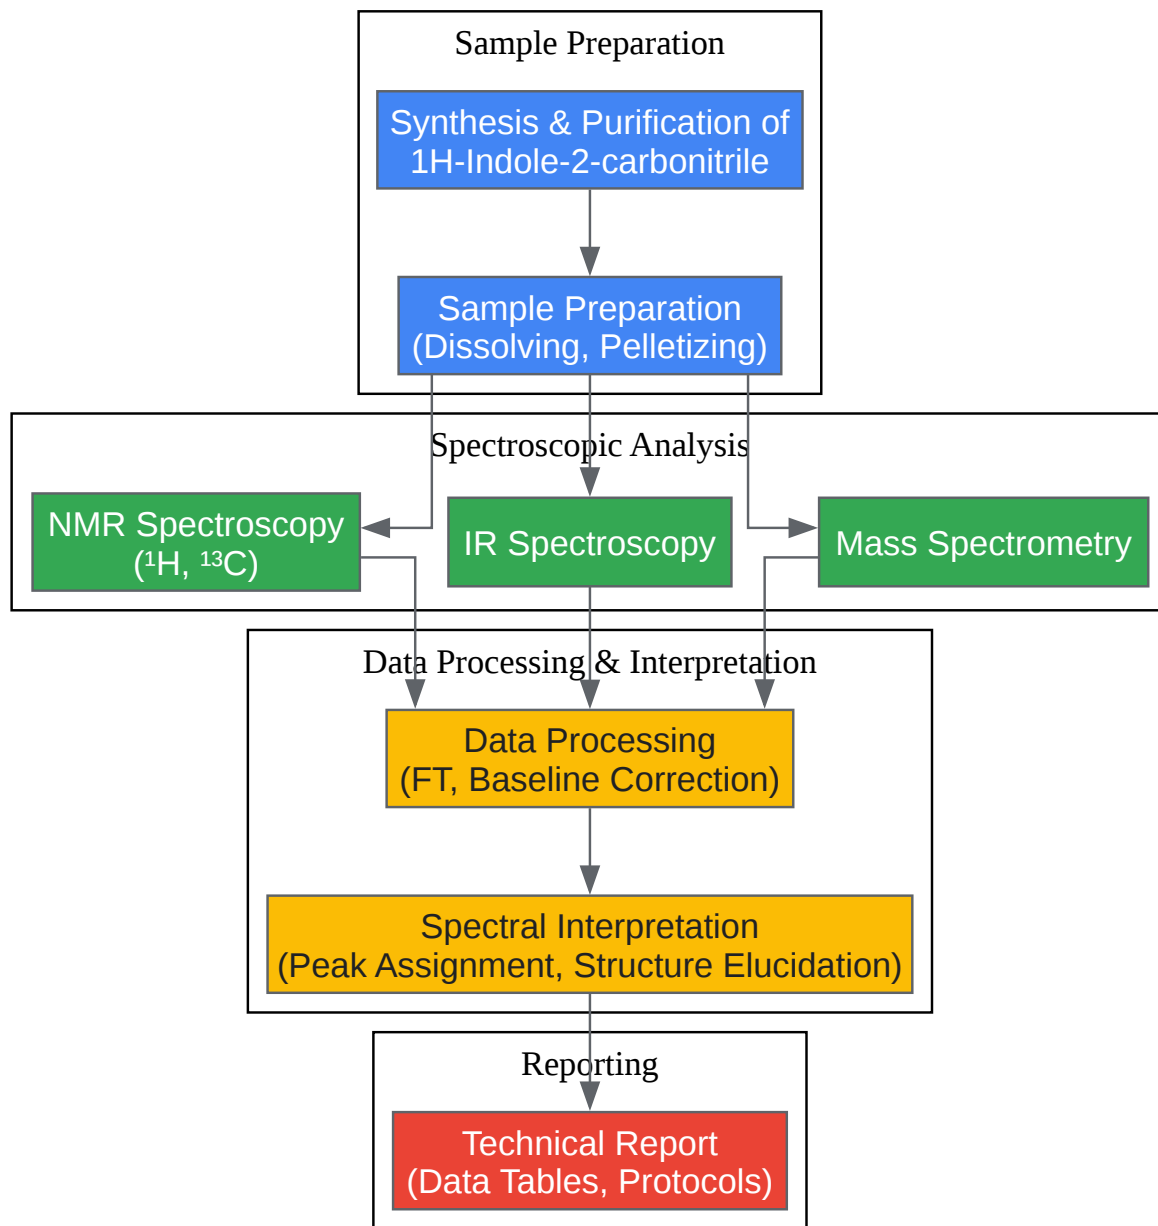 Sample Preparation
Synthesis & Purification of
1H-Indole-2-carbonitrile
Sample Preparation
(Dissolving, Pelletizing)
Spectroscopic Analysis
NMR Spectroscopy
(¹H, ¹³C)
IR Spectroscopy
Mass Spectrometry
Data Processing & Interpretation
Data Processing
(FT, Baseline Correction)
Spectral Interpretation
(Peak Assignment, Structure Elucidation)
Reporting
Technical Report
(Data Tables, Protocols)